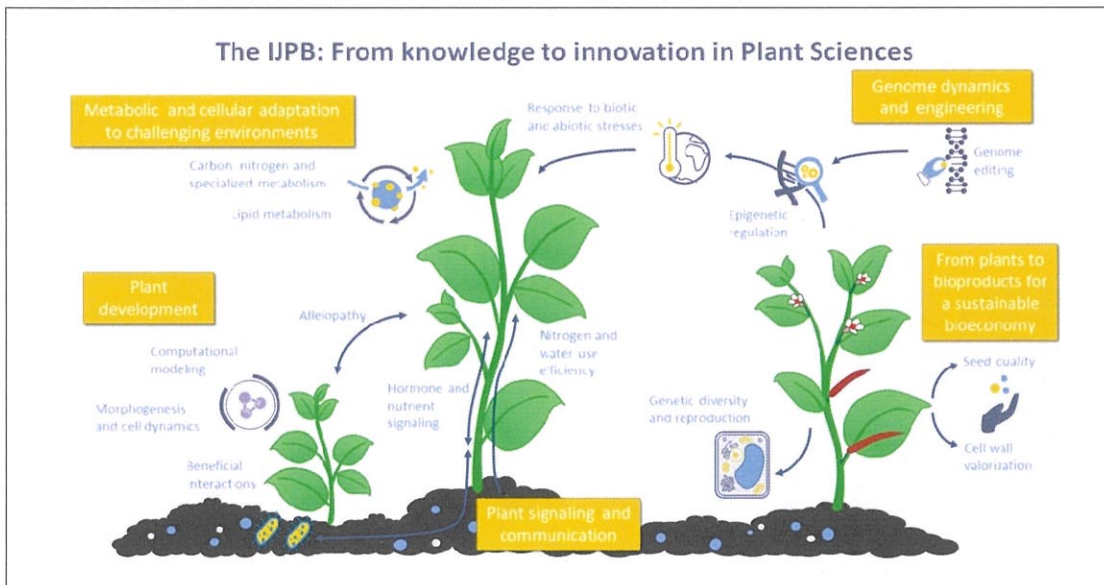 The IJPB: From knowledge to innovation in Plant Sciences
Metabolic and cellular adaptation
to challenging environments
Carbon, nitrogen and
specialized metabolism
Lipid metabolism
Response to biotic
and abiotic stresses
Genome dynamics
and engineering
Genome
editing
Epigenetic
regulation
Plant
development
Allelopathy
Computational
modeling
Morphogenesis
and cell dynamics
Beneficial
interactions
Hormone and
nutrient
signaling
Nitrogen and
water use
efficiency
Plant signaling and
communication
Genetic diversity
and reproduction
From plants to
bioproducts for
a sustainable
bioeconomy
Seed quality
Cell wall
valorization